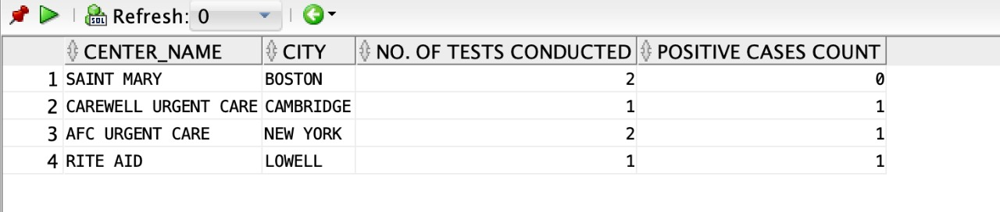 SQL Refresh: 0
CENTER_NAME CITY NO. OF TESTS CONDUCTED POSITIVE CASES COUNT
1 SAINT MARY BOSTON 2 0
2 CAREWELL URGENT CARE CAMBRIDGE 1 1
3 AFC URGENT CARE NEW YORK 2 1
4 RITE AID LOWELL 1 1